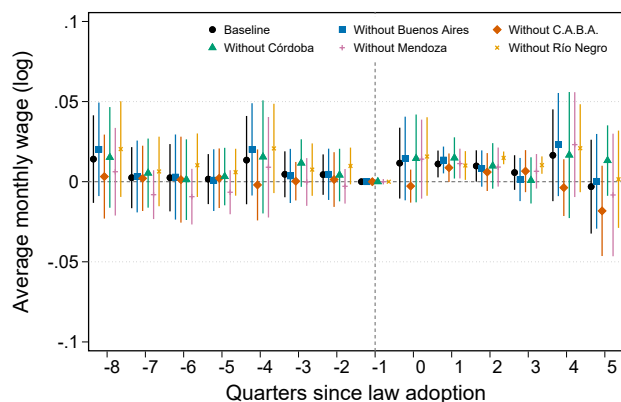 Baseline
Without Buenos Aires
Without C.A.B.A.
Without Córdoba
Without Mendoza
Without Río Negro
Average monthly wage (log)
.1
.05
0
-.05
-.1
-8 -7 -6 -5 -4 -3 -2 -1 0 1 2 3 4 5
Quarters since law adoption